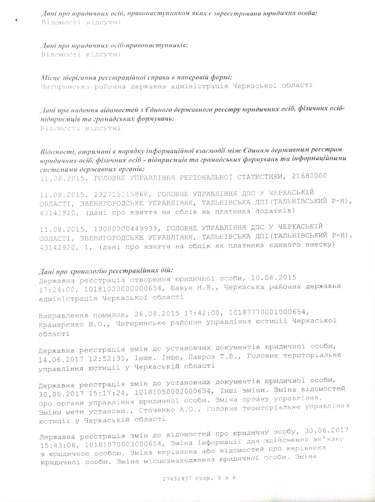 Дані про юридичних осіб, правонаступником яких є зареєстрована юридична особа:
Відомості відсутні
Дані про юридичних осіб-правонаступників:
Відомості відсутні
Місце зберігання реєстраційної справи в паперовій формі:
Чигиринська районна державна адміністрація Черкаської області
Дані про надання відомостей з Єдиного державного реєстру юридичних осіб, фізичних осіб-
підприємців та громадських формувань:
Відомості відсутні
Відомості, отримані в порядку інформаційної взаємодії між Єдиним державним реєстром
юридичних осіб, фізичних осіб - підприємців та громадських формувань та інформаційними
системами державних органів:
11.08.2015, ГОЛОВНЕ УПРАВЛІННЯ РЕГІОНАЛЬНОЇ СТАТИСТИКИ, 21680000
11.08.2015, 232715115866, ГОЛОВНЕ УПРАВЛІННЯ ДПС У ЧЕРКАСЬКІЙ
ОБЛАСТІ, ЗВЕНИГОРОДСЬКЕ УПРАВЛІННЯ, ТАЛЬНІВСЬКА ДПІ(ТАЛЬНІВСЬКИЙ Р-Н),
43142920, (дані про взяття на облік як платника податків)
11.08.2015, 10000000449939, ГОЛОВНЕ УПРАВЛІННЯ ДПС У ЧЕРКАСЬКІЙ
ОБЛАСТІ, ЗВЕНИГОРОДСЬКЕ УПРАВЛІННЯ, ТАЛЬНІВСЬКА ДПІ(ТАЛЬНІВСЬКИЙ Р-Н),
43142920, 1, (дані про взяття на облік як платника єдиного внеску)
Дані про хронологію реєстраційних дій:
Державна реєстрація створення юридичної особи, 10.08.2015
17:24:00, 10181020000000654, Шакун Н.В., Черкаська районна державна
адміністрація Черкаської області
Виправлення помилок, 26.08.2015 17:42:00, 10187770001000654,
Крамаренко В.О., Чигиринське районне управління юстиції Черкаської
області
Державна реєстрація змін до установчих документів юридичної особи,
14.06.2017 12:52:35, Інше. Інше, Павроз Т.В., Головне територіальне
управління юстиції у Черкаській області
Державна реєстрація змін до установчих документів юридичної особи,
30.06.2017 15:17:24, 10181050002000654, Інші зміни. Зміна відомостей
про органи управління юридичної особи. Зміна органу управління.
Зміни мети установи., Стоценко А.О., Головне територіальне управління
юстиції у Черкаській області
Державна реєстрація змін до відомостей про юридичну особу, 30.08.2017
15:43:06, 10181070003000654, Зміна інформації для здійснення зв'язку
з юридичною особою. Зміна керівника або відомостей про керівника
юридичної особи. Зміна місцезнаходження юридичної особи. Зміна
27431837 Стор. 5 з 6